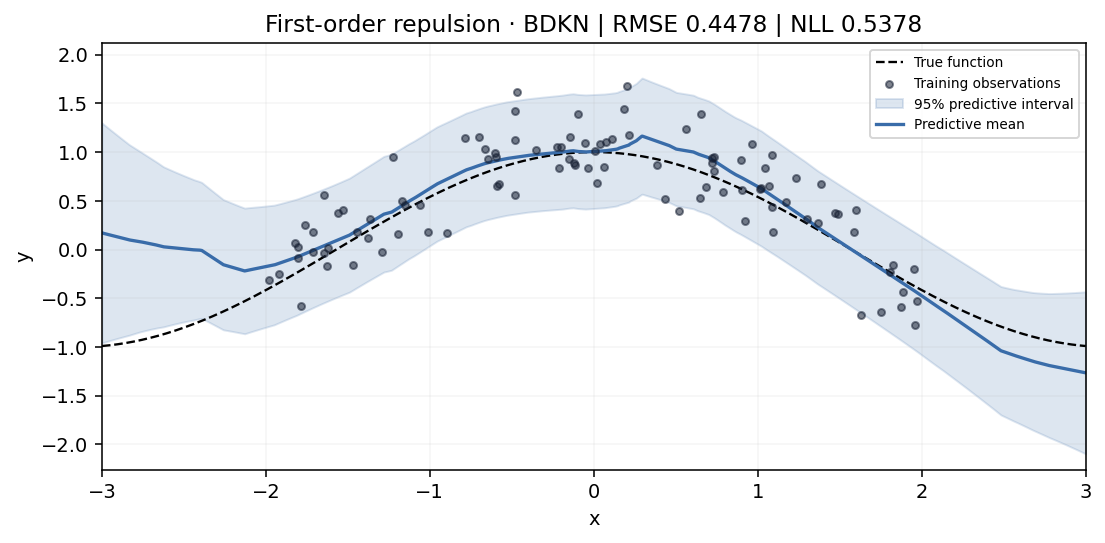 First-order repulsion · BDKN | RMSE 0.4478 | NLL 0.5378
True function
Training observations
95% predictive interval
Predictive mean
y
2.0
1.5
1.0
0.5
0.0
−0.5
−1.0
−1.5
−2.0
−3 −2 −1 0 1 2 3
x